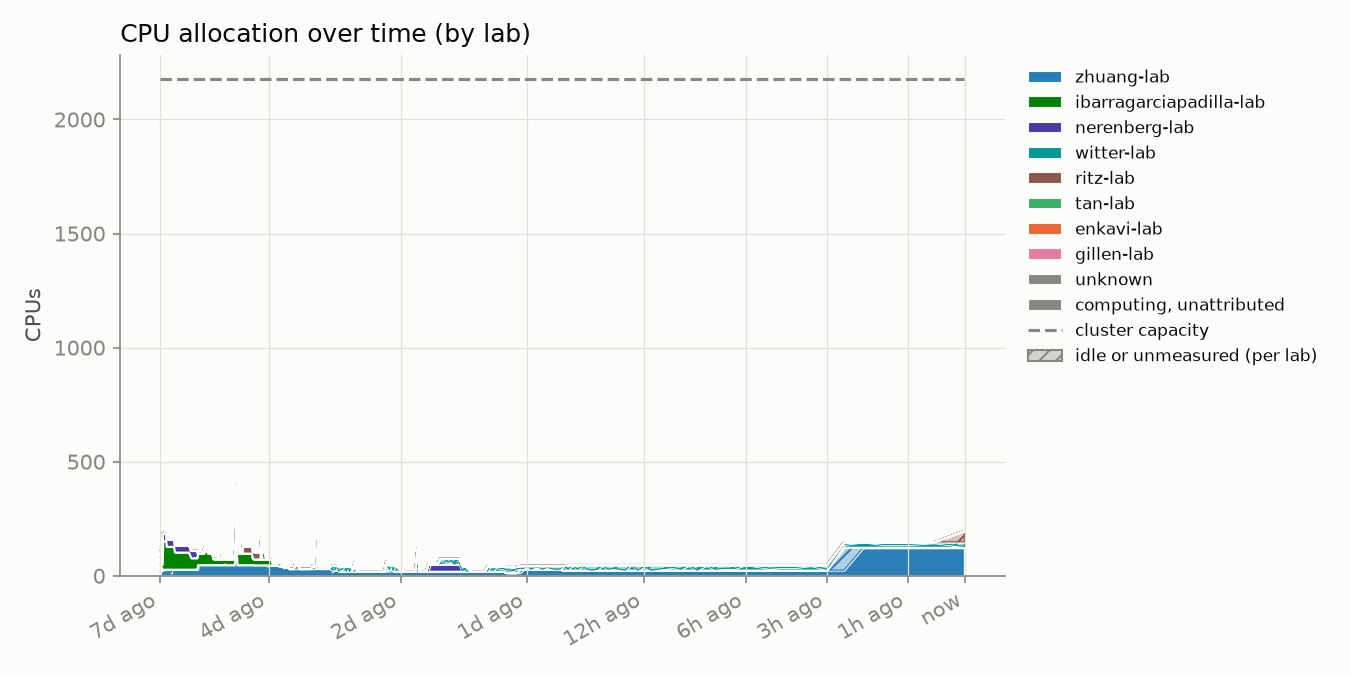 CPU allocation over time (by lab)
CPUs
2000
1500
1000
500
0
7d ago
4d ago
2d ago
1d ago
12h ago
6h ago
3h ago
1h ago
now
zhuang-lab
ibarragarciapadilla-lab
nerenberg-lab
witter-lab
ritz-lab
tan-lab
enkavi-lab
gillen-lab
unknown
computing, unattributed
cluster capacity
idle or unmeasured (per lab)